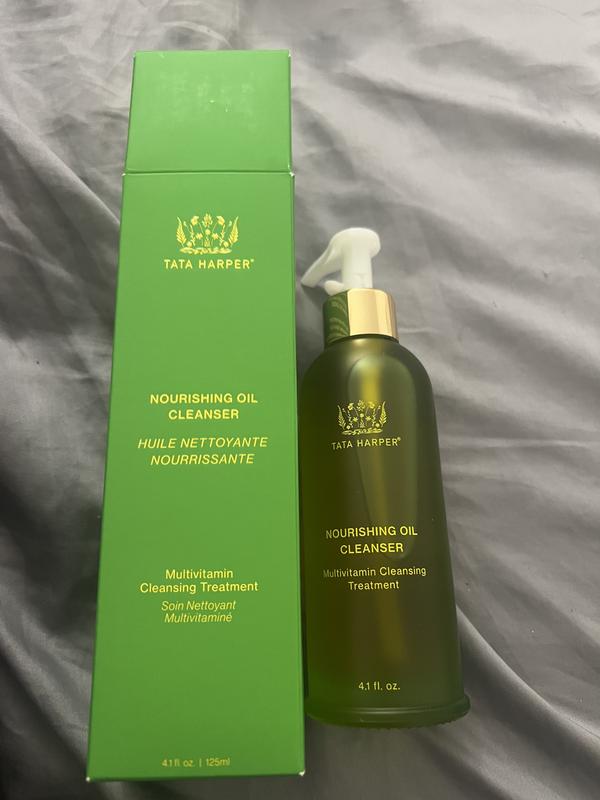 TATA HARPER®
NOURISHING OIL
CLEANSER
HUILE NETTOYANTE
NOURRISSANTE
Multivitamin
Cleansing Treatment
Soin Nettoyant
Multivitaminé
4.1 fl. oz. | 125ml
TATA HARPER®
NOURISHING OIL
CLEANSER
Multivitamin Cleansing
Treatment
4.1 fl. oz.